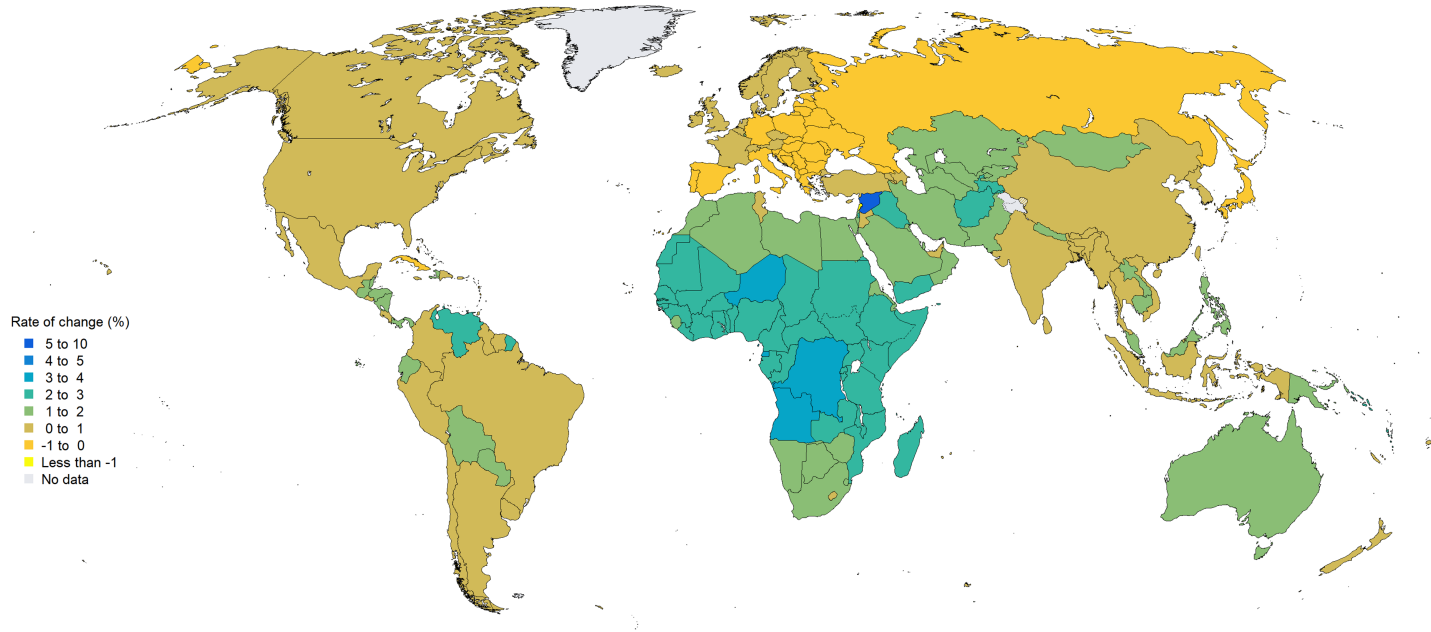 Rate of change (%)
5 to 10
4 to 5
3 to 4
2 to 3
1 to 2
0 to 1
-1 to 0
Less than -1
No data